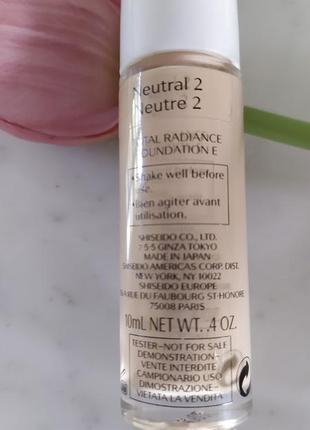 Neutral 2
Neutre 2
VITAL RADIANCE
FOUNDATION E
•Shake well before
use.
•Bien agiter avant
utilisation.
SHISEIDO CO., LTD.
7-5-5 GINZA TOKYO
MADE IN JAPAN
SHISEIDO AMERICAS CORP. DIST.
NEW YORK, NY 10022
SHISEIDO EUROPE
RUE DU FAUBOURG ST-HONORE
75008 PARIS
10mL NET WT. .4 OZ.
TESTER–NOT FOR SALE
DEMONSTRATION–
VENTE INTERDITE
CAMPIONARIO USO
DIMOSTRAZIONE–
VIETATA LA VENDITA